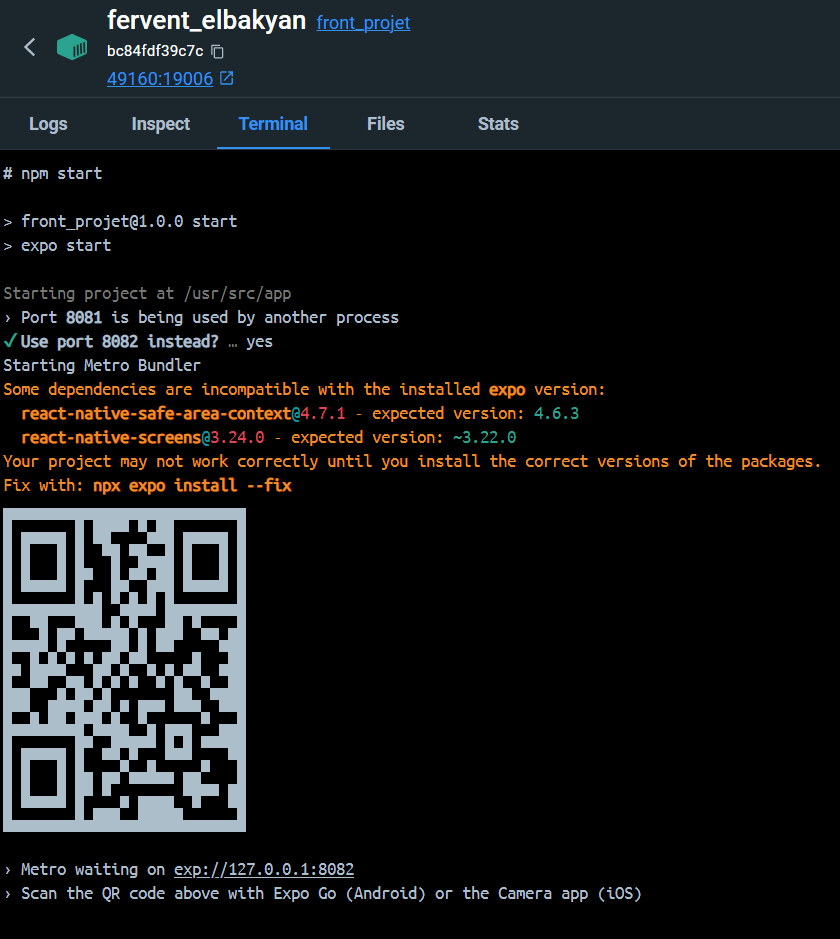 fervent_elbakyan front_projet
bc84fdf39c7c
49160:19006
Logs Inspect Terminal Files Stats
# npm start
> front_projet@1.0.0 start
> expo start
Starting project at /usr/src/app
› Port 8081 is being used by another process
✓ Use port 8082 instead? … yes
Starting Metro Bundler
Some dependencies are incompatible with the installed expo version:
react-native-safe-area-context@4.7.1 - expected version: 4.6.3
react-native-screens@3.24.0 - expected version: ~3.22.0
Your project may not work correctly until you install the correct versions of the packages.
Fix with: npx expo install --fix
› Metro waiting on exp://127.0.0.1:8082
› Scan the QR code above with Expo Go (Android) or the Camera app (iOS)